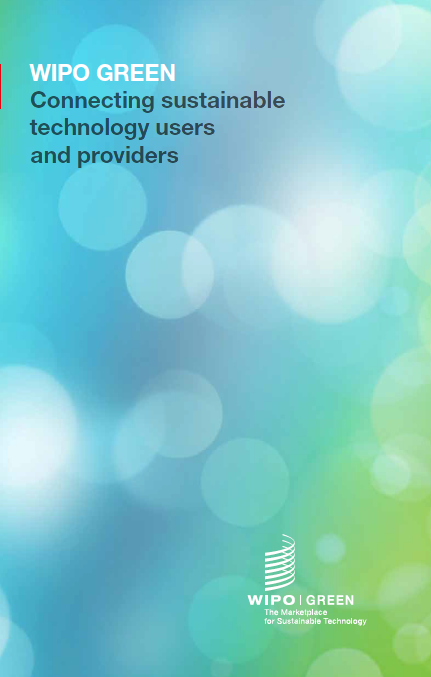 WIPO GREEN
Connecting sustainable
technology users
and providers
WIPO | GREEN
The Marketplace
for Sustainable Technology